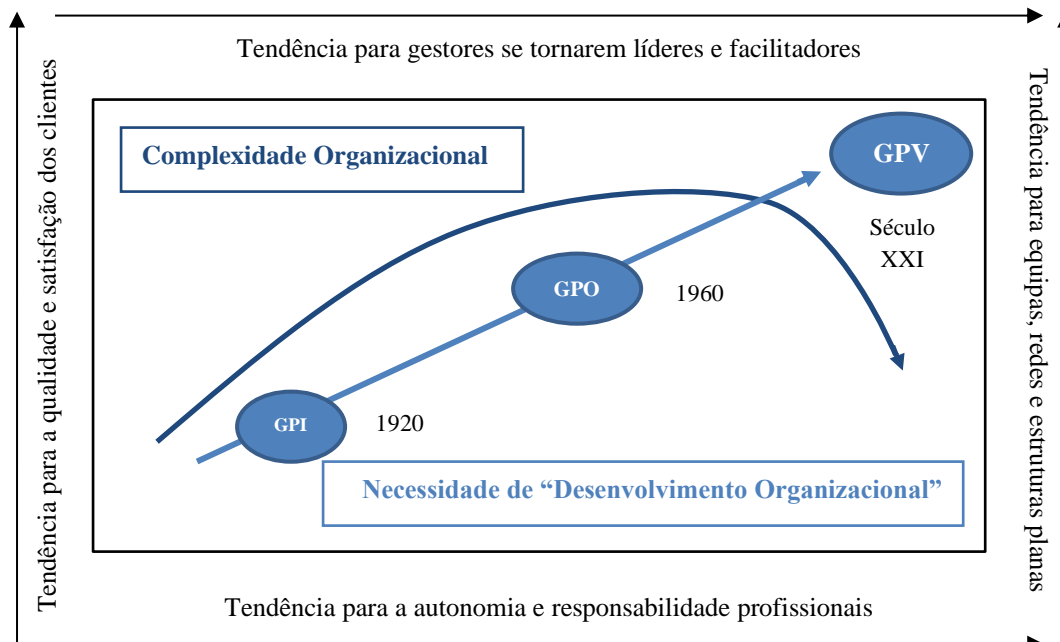 Tendência para gestores se tornarem líderes e facilitadores
Tendência para a qualidade e satisfação dos clientes
Complexidade Organizacional
GPV
Século
XXI
GPO
1960
GPI
1920
Necessidade de “Desenvolvimento Organizacional”
Tendência para equipas, redes e estruturas planas
Tendência para a autonomia e responsabilidade profissionais